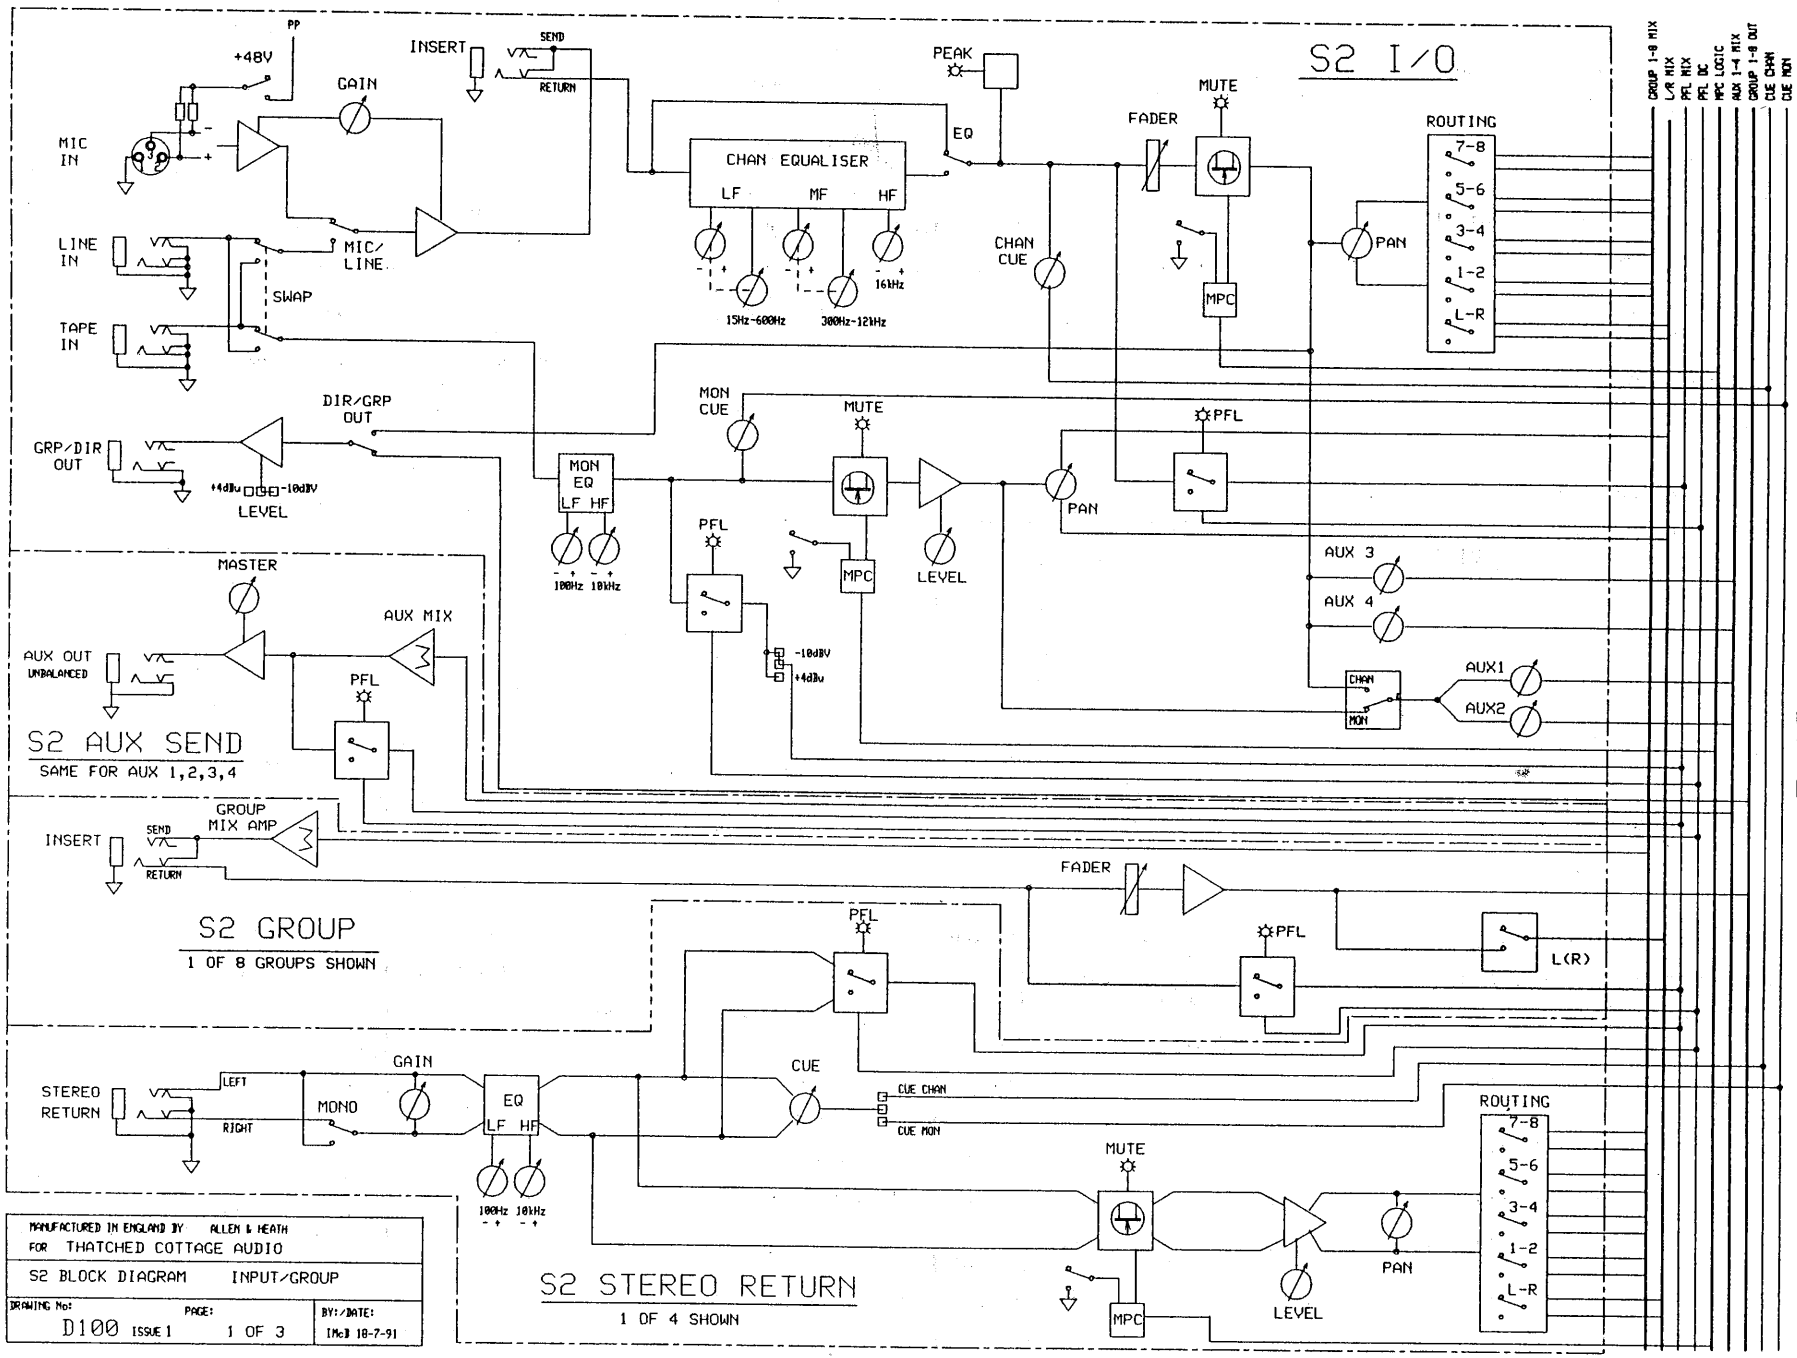 S2 I/O
PP
+48V
GAIN
INSERT
SEND
RETURN
PEAK
MUTE
FADER
ROUTING
7-8
5-6
3-4
1-2
L-R
GROUP 1-8 MIX
L/R MIX
PFL MIX
PFL DC
MPC LOGIC
AUX 1-4 MIX
GROUP 1-8 OUT
CUE CHAN
CUE MON
MIC
IN
3
1
2
-
+
EQ
CHAN EQUALISER
LF
MF
HF
- +
- +
- +
16kHz
15Hz-600Hz
300Hz-12kHz
LINE
IN
MIC/
LINE
SWAP
TAPE
IN
CHAN
CUE
PAN
MPC
DIR/GRP
OUT
GRP/DIR
OUT
+4dBu
-10dBV
LEVEL
MON
CUE
MUTE
PFL
MON
EQ
LF HF
- +
100Hz 10kHz
PFL
MPC
LEVEL
PAN
-10dBV
+4dBu
AUX 3
AUX 4
CHAN
MON
AUX1
AUX2
MASTER
AUX MIX
AUX OUT
UNBALANCED
PFL
S2 AUX SEND
SAME FOR AUX 1,2,3,4
GROUP
MIX AMP
INSERT
SEND
RETURN
FADER
PFL
L(R)
S2 GROUP
1 OF 8 GROUPS SHOWN
PFL
STEREO
RETURN
LEFT
RIGHT
MONO
GAIN
EQ
LF HF
100Hz 10kHz
- + - +
CUE
CUE CHAN
CUE MON
MUTE
MPC
LEVEL
PAN
ROUTING
7-8
5-6
3-4
1-2
L-R
S2 STEREO RETURN
1 OF 4 SHOWN
MANUFACTURED IN ENGLAND BY ALLEN & HEATH
FOR THATCHED COTTAGE AUDIO
S2 BLOCK DIAGRAM INPUT/GROUP
DRAWING No: PAGE: BY:/DATE:
D100 ISSUE 1 1 OF 3 IMcB 18-7-91